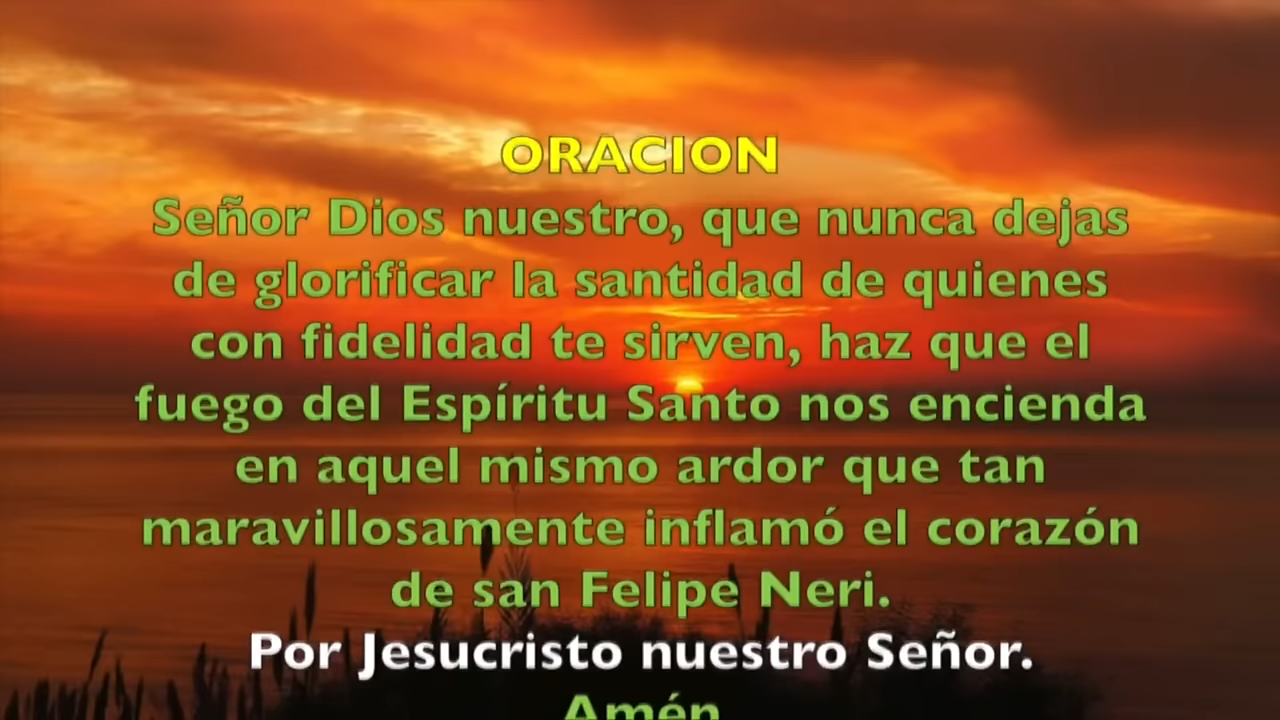 ORACION
Señor Dios nuestro, que nunca dejas
de glorificar la santidad de quienes
con fidelidad te sirven, haz que el
fuego del Espíritu Santo nos encienda
en aquel mismo ardor que tan
maravillosamente inflamó el corazón
de san Felipe Neri.
Por Jesucristo nuestro Señor.
Amén